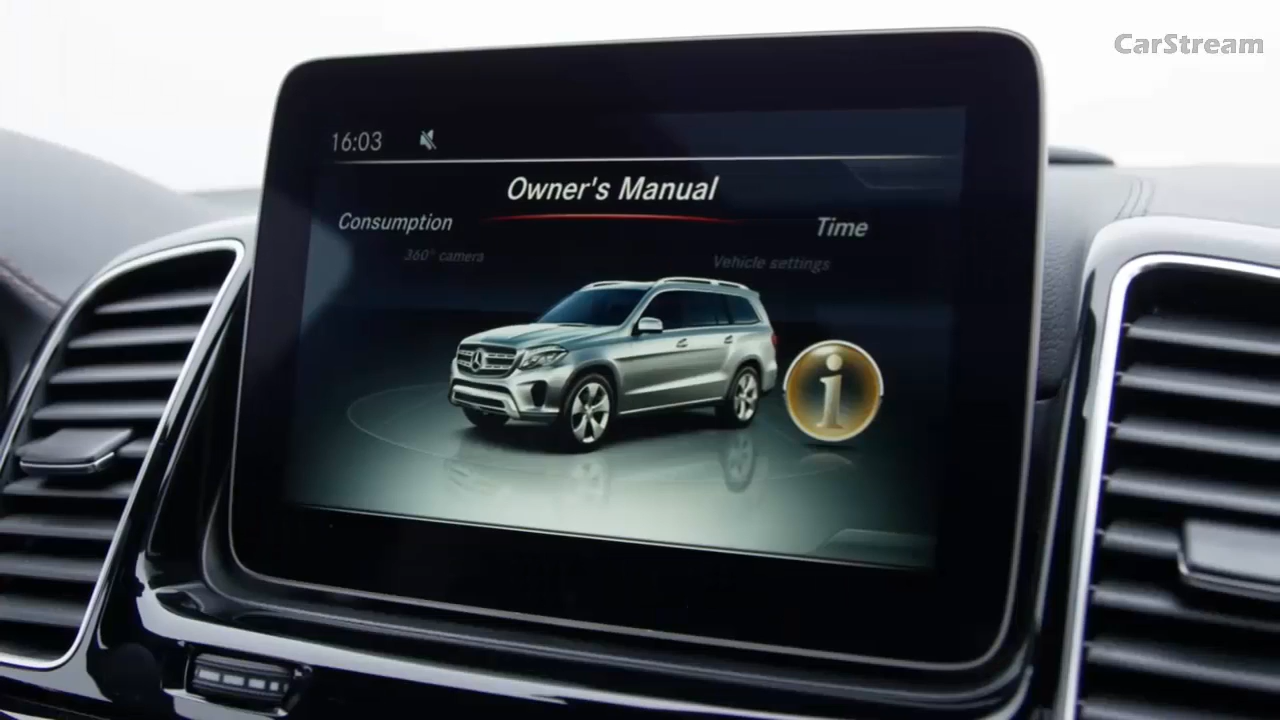 CarStream
16:03
Owner's Manual
Consumption
Time
360° camera
Vehicle settings
i